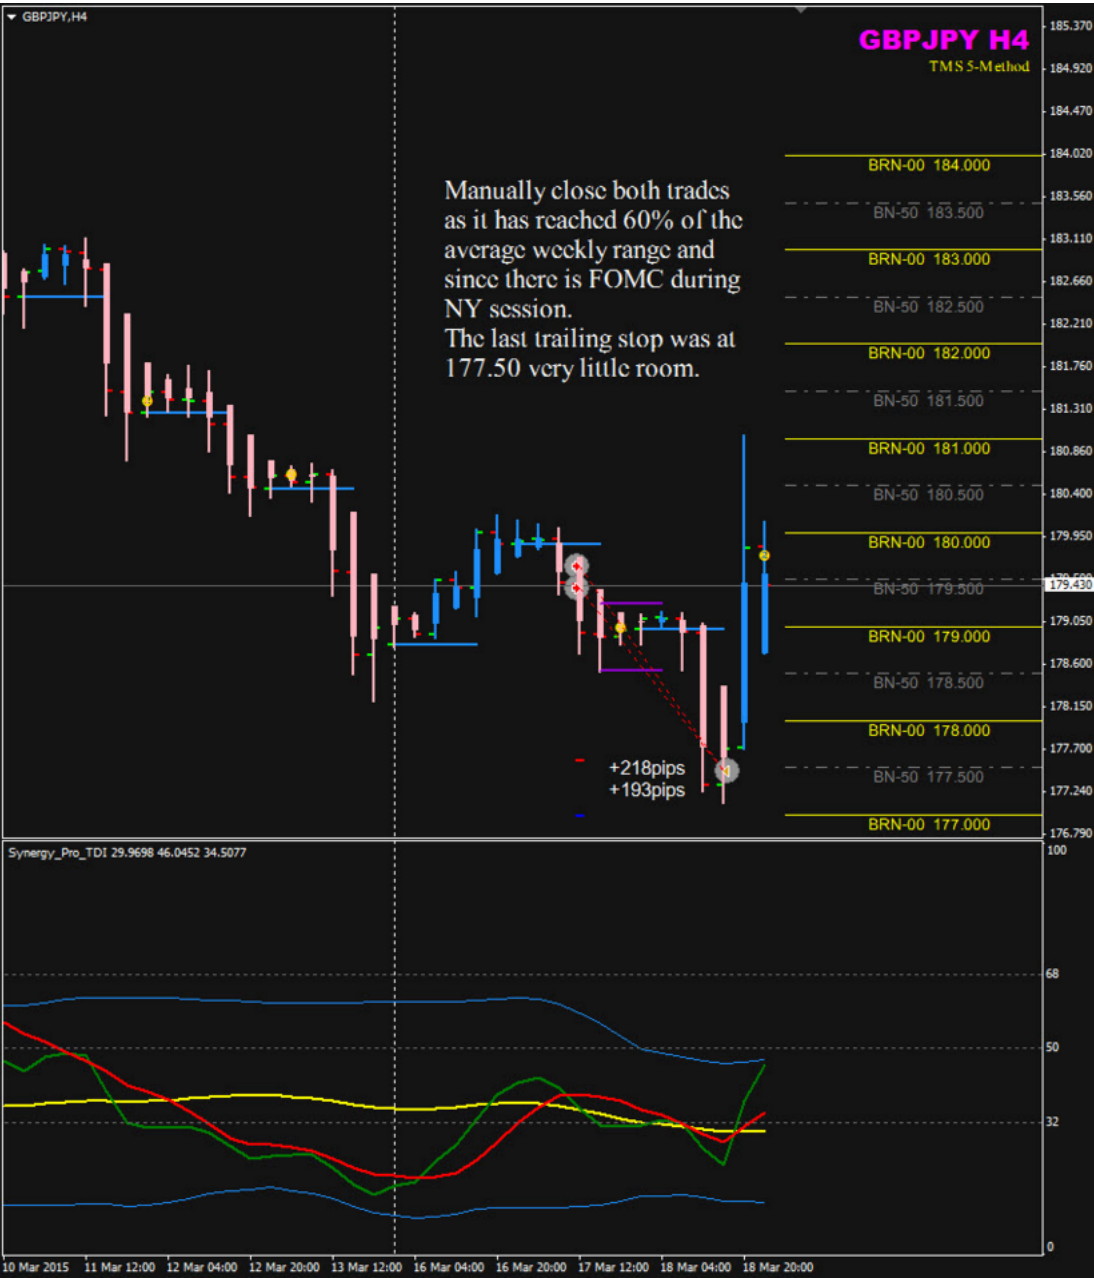 GBPJPY,H4
GBPJPY H4
TMS 5-Method
Manually close both trades
as it has reached 60% of the
average weekly range and
since there is FOMC during
NY session.
The last trailing stop was at
177.50 very little room.
BRN-00 184.000
BN-50 183.500
BRN-00 183.000
BN-50 182.500
BRN-00 182.000
BN-50 181.500
BRN-00 181.000
BN-50 180.500
BRN-00 180.000
BN-50 179.500
BRN-00 179.000
BN-50 178.500
BRN-00 178.000
BN-50 177.500
BRN-00 177.000
+218pips
+193pips
185.370
184.920
184.470
184.020
183.560
183.110
182.660
182.210
181.760
181.310
180.860
180.400
179.950
179.430
179.050
178.600
178.150
177.700
177.240
176.790
Synergy_Pro_TDI 29.9698 46.0452 34.5077
100
68
50
32
0
10 Mar 2015 11 Mar 12:00 12 Mar 04:00 12 Mar 20:00 13 Mar 12:00 16 Mar 04:00 16 Mar 20:00 17 Mar 12:00 18 Mar 04:00 18 Mar 20:00